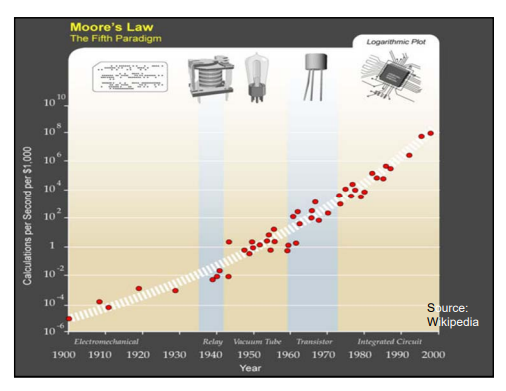 Moore's Law
The Fifth Paradigm
Logarithmic Plot
Calculations per Second per $1,000
10 10
10 8
10 6
10 4
10 2
1
10 -2
10 -4
10 -6
Source:
Wikipedia
Electromechanical Relay Vacuum Tube Transistor Integrated Circuit
1900 1910 1920 1930 1940 1950 1960 1970 1980 1990 2000
Year